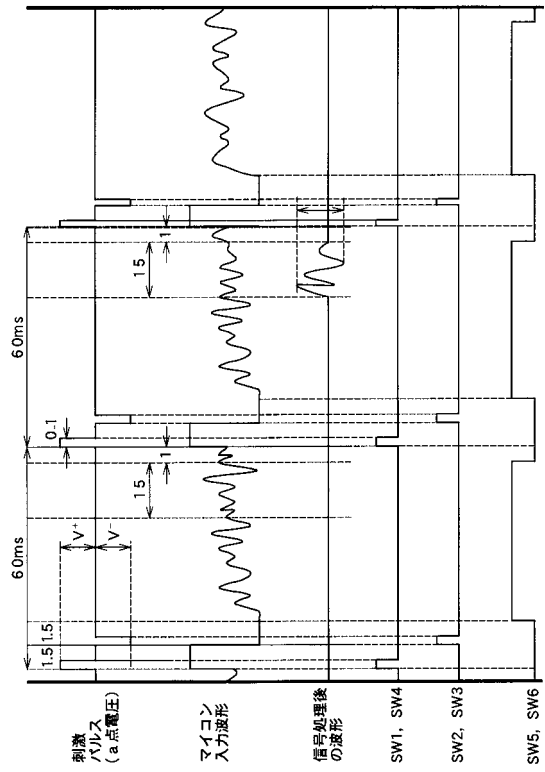 60ms
60ms
1.5
1.5
V+
V-
0-1
15
1
15
1
刺激
パルス
(a点電圧)
マイコン
入力波形
信号処理後
の波形
SW1, SW4
SW2, SW3
SW5, SW6